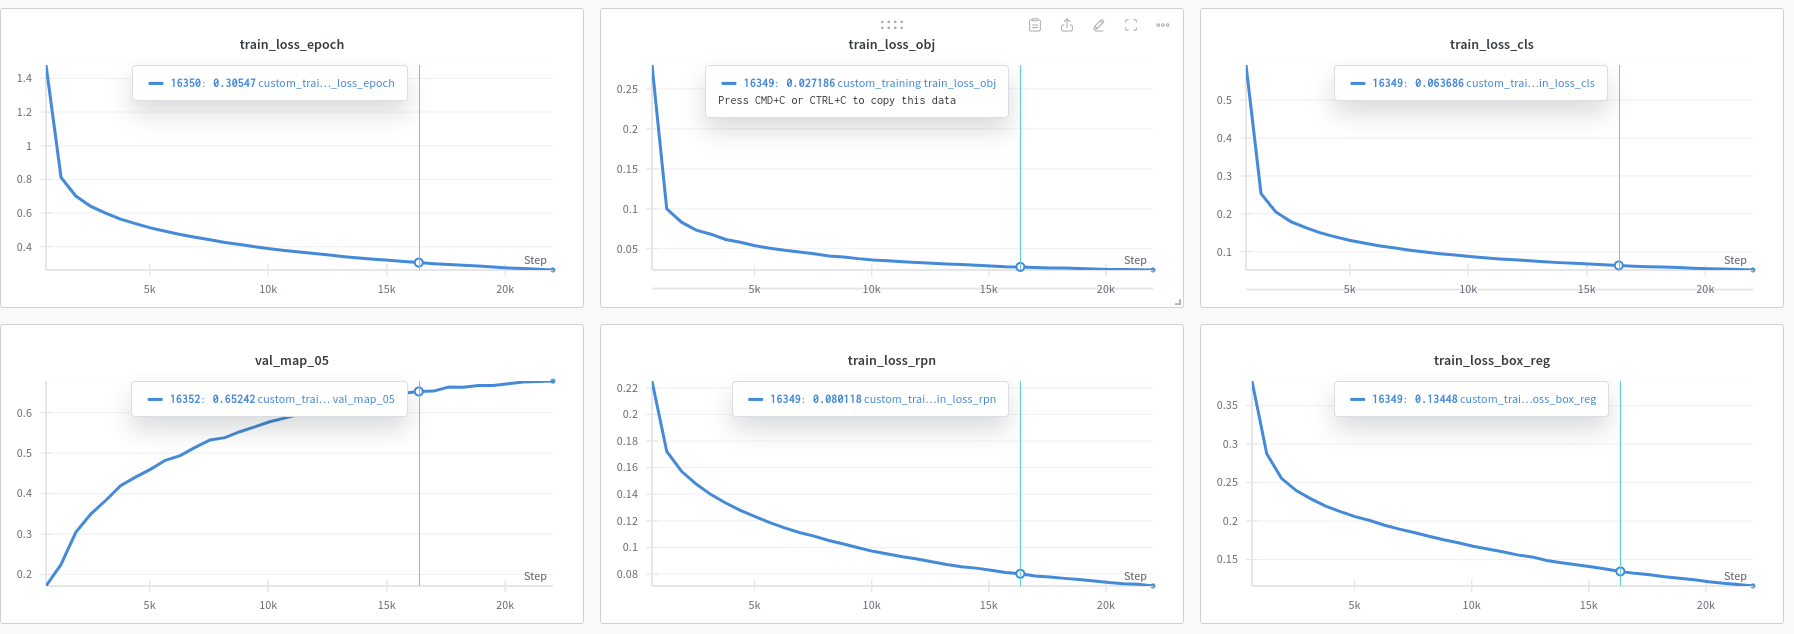 train_loss_epoch
16350: 0.30547 custom_trai..._loss_epoch
1.4
1.2
1
0.8
0.6
0.4
Step
5k 10k 15k 20k
train_loss_obj
16349: 0.027186 custom_training train_loss_obj
Press CMD+C or CTRL+C to copy this data
0.25
0.2
0.15
0.1
0.05
Step
5k 10k 15k 20k
train_loss_cls
16349: 0.063686 custom_trai...in_loss_cls
0.5
0.4
0.3
0.2
0.1
Step
5k 10k 15k 20k
val_map_05
16352: 0.65242 custom_trai... val_map_05
0.6
0.5
0.4
0.3
0.2
Step
5k 10k 15k 20k
train_loss_rpn
16349: 0.080118 custom_trai...in_loss_rpn
0.22
0.2
0.18
0.16
0.14
0.12
0.1
0.08
Step
5k 10k 15k 20k
train_loss_box_reg
16349: 0.13448 custom_trai...oss_box_reg
0.35
0.3
0.25
0.2
0.15
Step
5k 10k 15k 20k